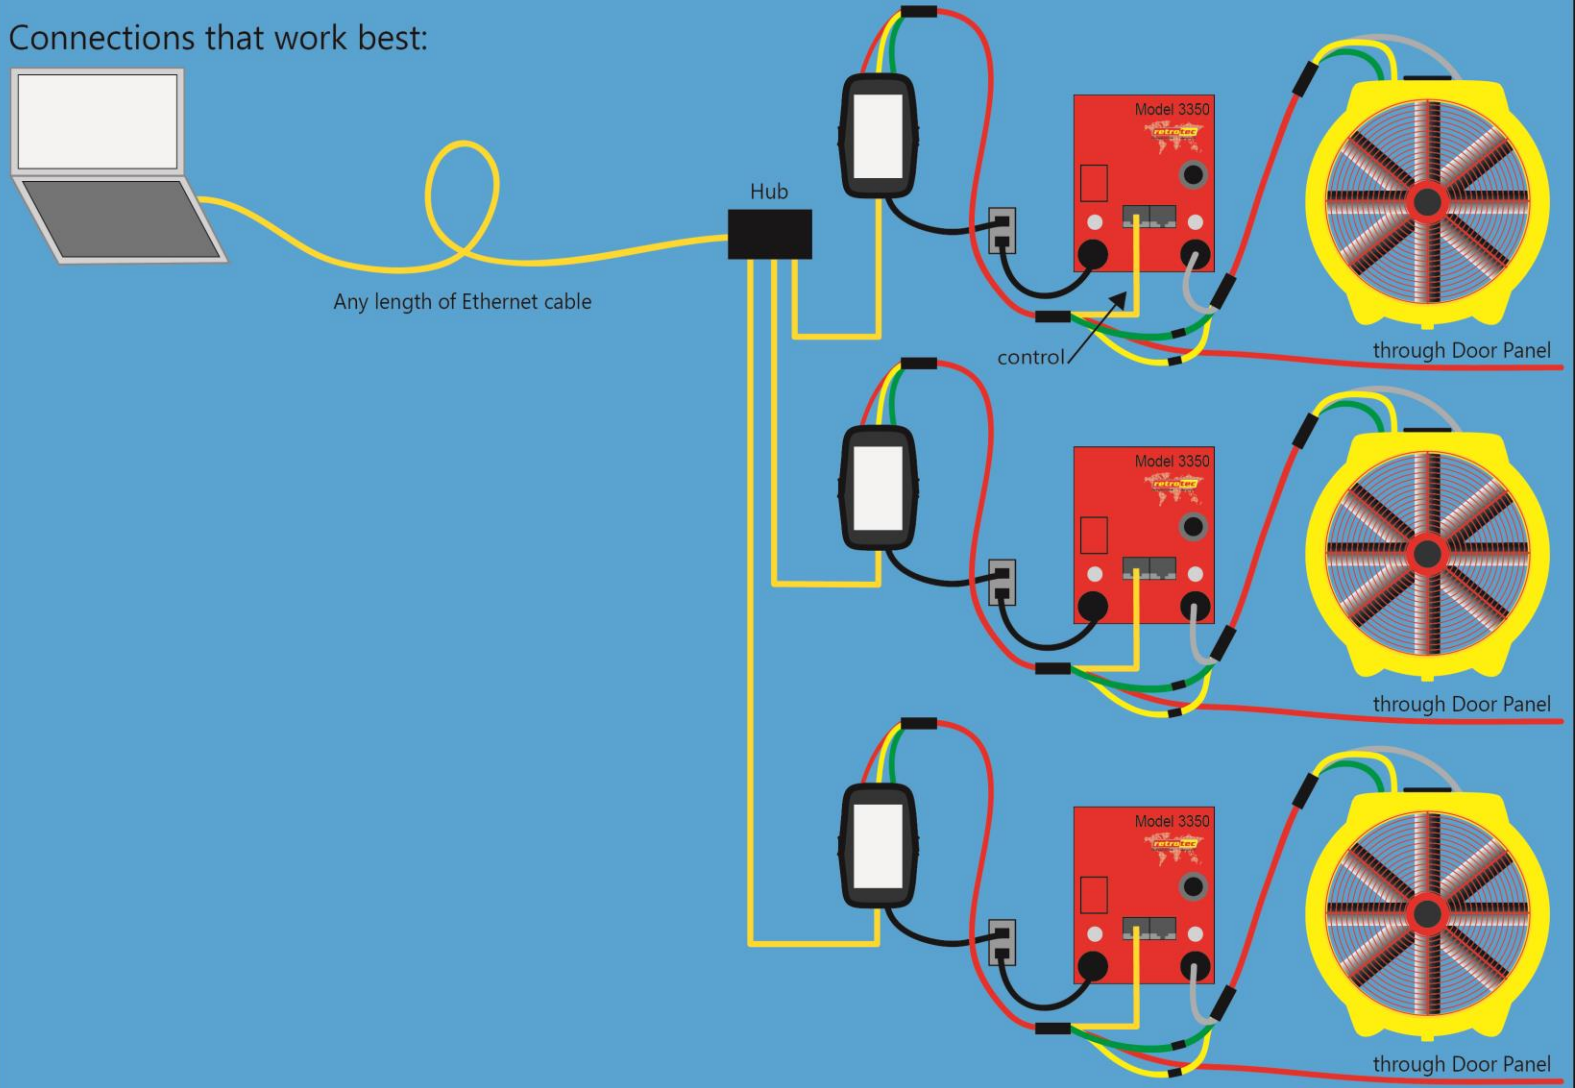 Connections that work best:
Hub
Any length of Ethernet cable
Model 3350
retrotec
control
through Door Panel
Model 3350
retrotec
through Door Panel
Model 3350
retrotec
through Door Panel